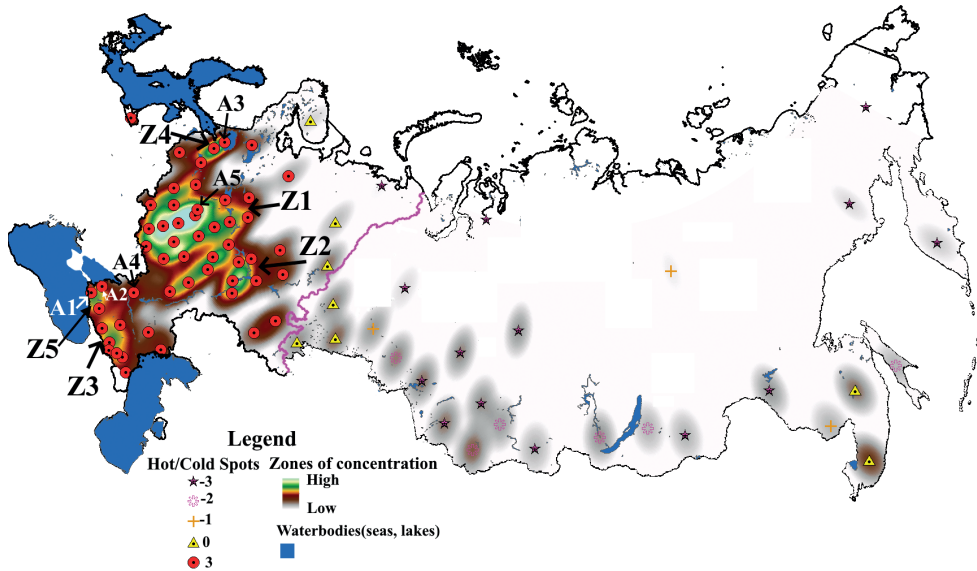 A3
Z4
A5
Z1
Z2
A4
A1
A2
Z5
Z3
Legend
Hot/Cold Spots
Zones of concentration
-3
High
-2
Low
-1
Waterbodies(seas, lakes)
0
3